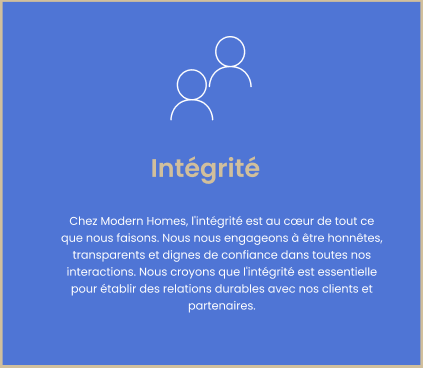 Intégrité
Chez Modern Homes, l'intégrité est au cœur de tout ce
que nous faisons. Nous nous engageons à être honnêtes,
transparents et dignes de confiance dans toutes nos
interactions. Nous croyons que l'intégrité est essentielle
pour établir des relations durables avec nos clients et
partenaires.